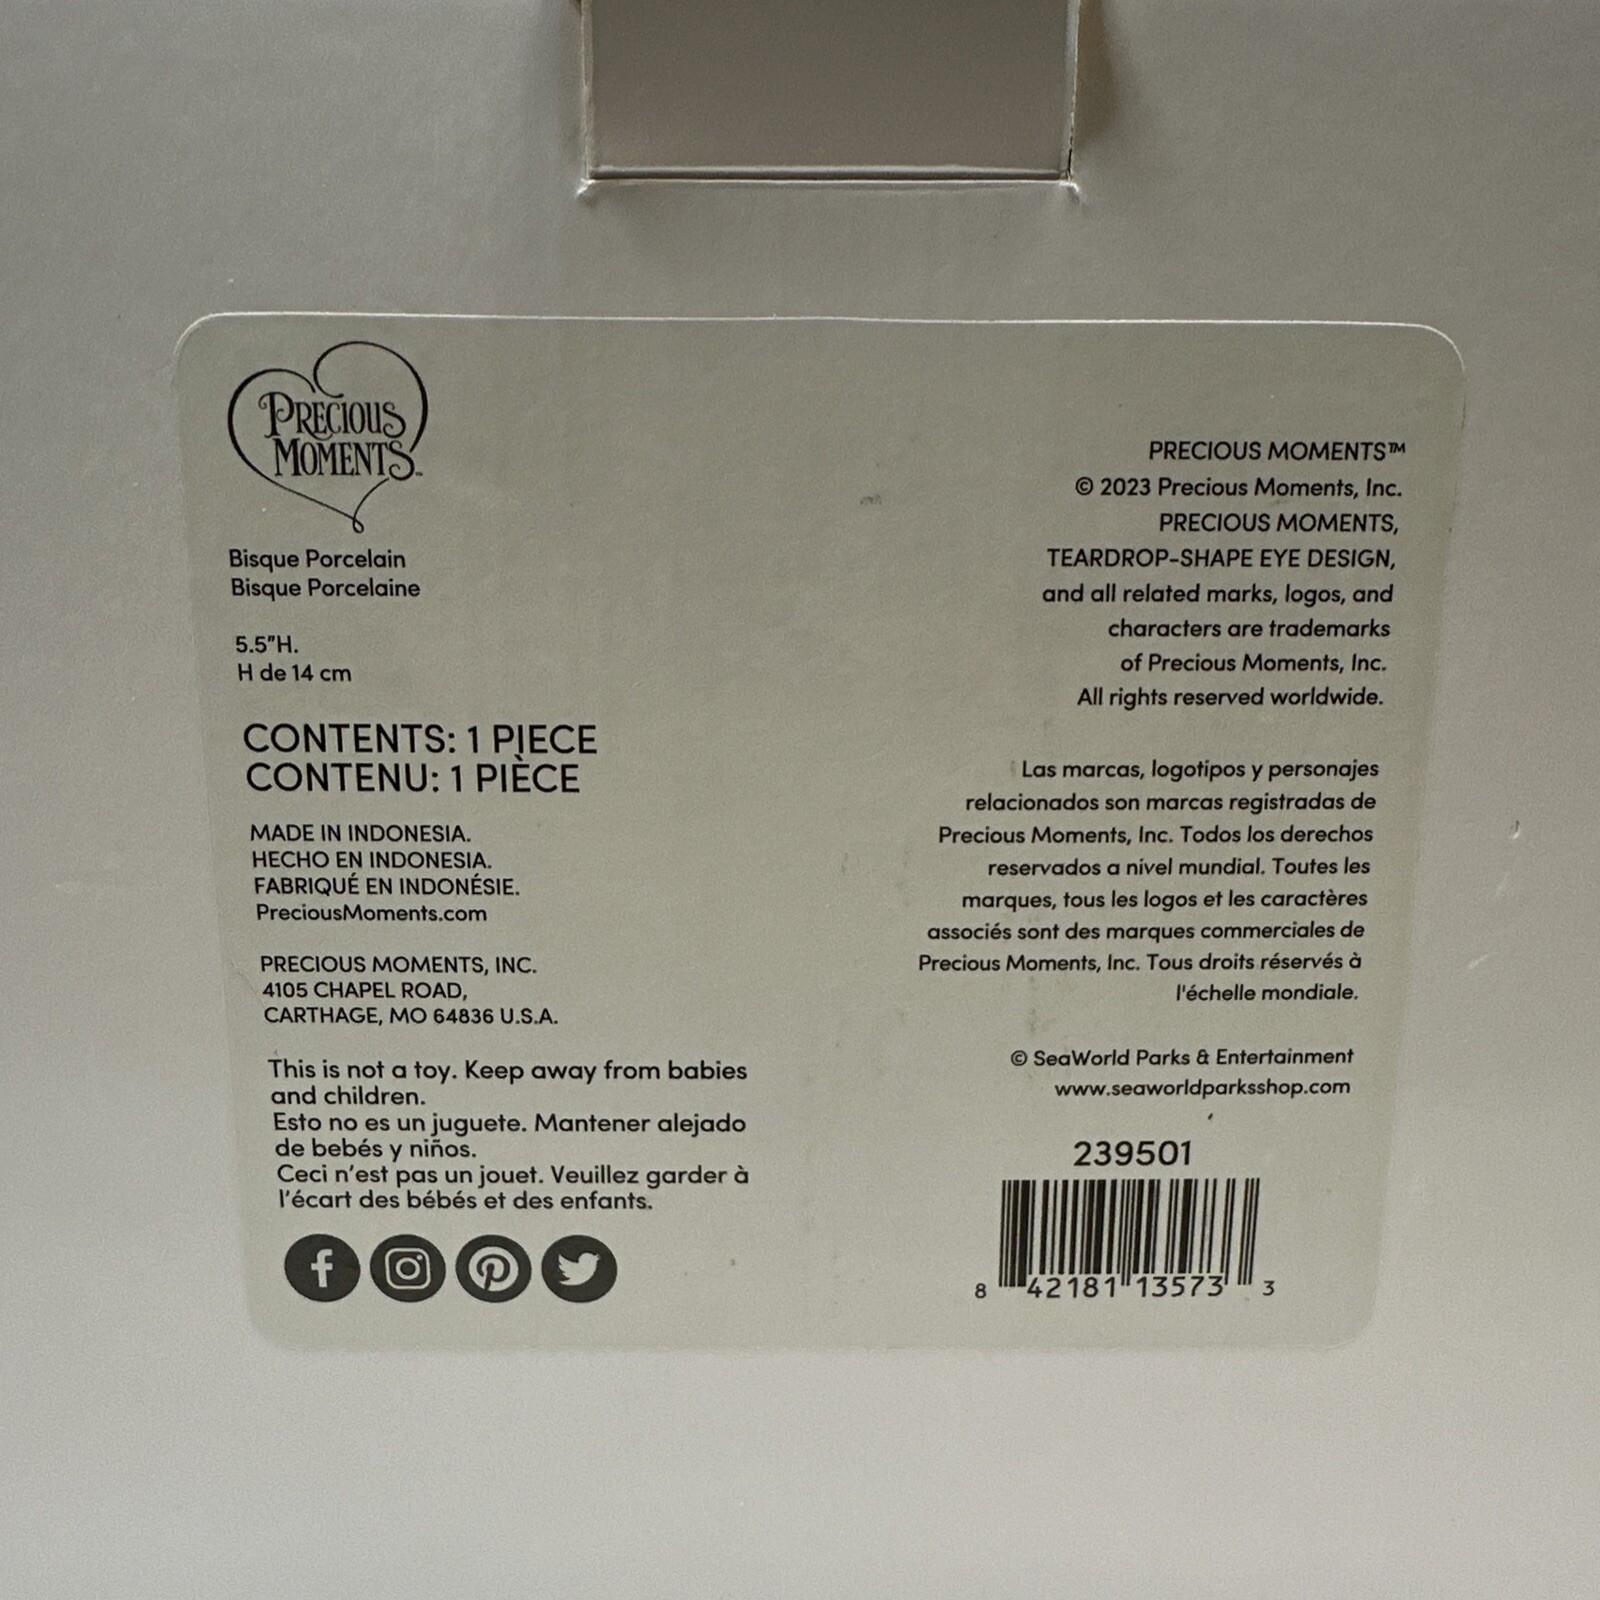 PRECIOUS
MOMENTS™
Bisque Porcelain
Bisque Porcelaine
5.5"H.
H de 14 cm
CONTENTS: 1 PIECE
CONTENU: 1 PIÈCE
MADE IN INDONESIA.
HECHO EN INDONESIA.
FABRIQUÉ EN INDONÉSIE.
PreciousMoments.com
PRECIOUS MOMENTS, INC.
4105 CHAPEL ROAD,
CARTHAGE, MO 64836 U.S.A.
This is not a toy. Keep away from babies
and children.
Esto no es un juguete. Mantener alejado
de bebés y niños.
Ceci n'est pas un jouet. Veuillez garder à
l'écart des bébés et des enfants.
PRECIOUS MOMENTS™
© 2023 Precious Moments, Inc.
PRECIOUS MOMENTS,
TEARDROP-SHAPE EYE DESIGN,
and all related marks, logos, and
characters are trademarks
of Precious Moments, Inc.
All rights reserved worldwide.
Las marcas, logotipos y personajes
relacionados son marcas registradas de
Precious Moments, Inc. Todos los derechos
reservados a nivel mundial. Toutes les
marques, tous les logos et les caractères
associés sont des marques commerciales de
Precious Moments, Inc. Tous droits réservés à
l'échelle mondiale.
© SeaWorld Parks & Entertainment
www.seaworldparksshop.com
239501
8 42181 13573 3